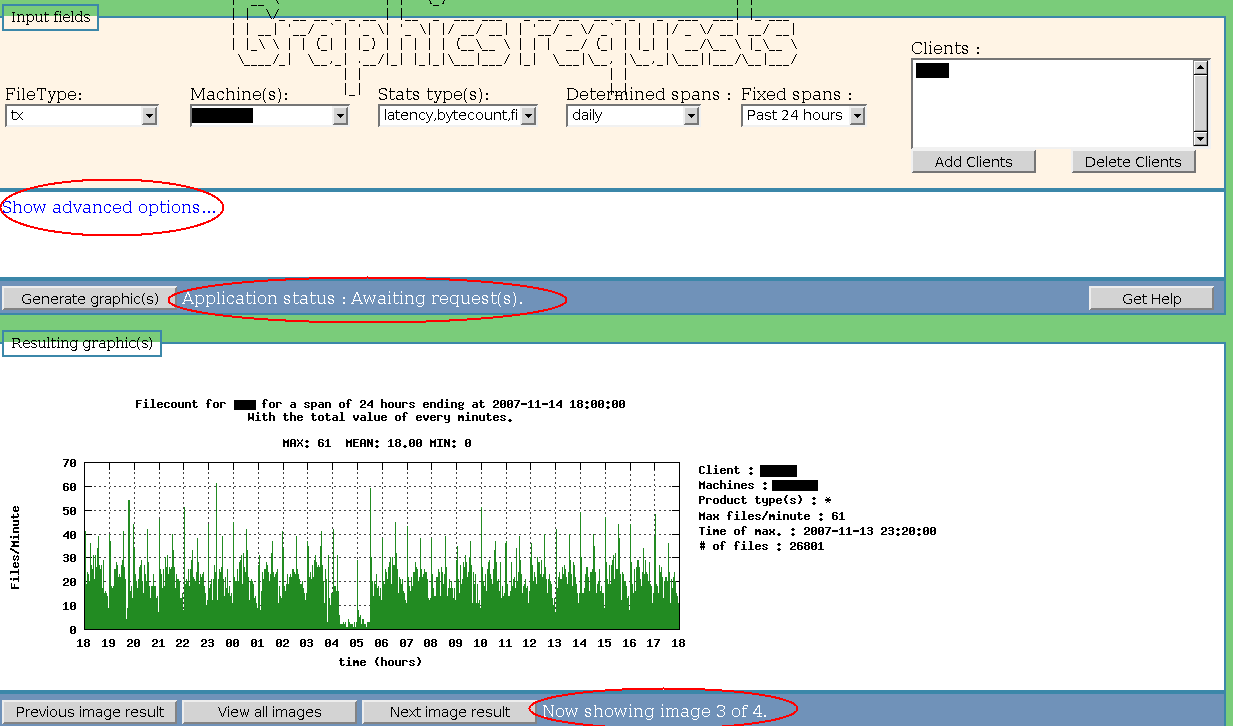 Input fields
Clients :
FileType: Machine(s): Stats type(s): Determined spans : Fixed spans :
tx latency,bytecount,fi daily Past 24 hours
Add Clients Delete Clients
Show advanced options...
Generate graphic(s) Application status : Awaiting request(s). Get Help
Resulting graphic(s)
Filecount for for a span of 24 hours ending at 2007-11-14 18:00:00
With the total value of every minutes.
MAX: 61 MEAN: 18.00 MIN: 0
Files/Minute
70
60
50
40
30
20
10
0
18 19 20 21 22 23 00 01 02 03 04 05 06 07 08 09 10 11 12 13 14 15 16 17 18
time (hours)
Client :
Machines :
Product type(s) : *
Max files/minute : 61
Time of max. : 2007-11-13 23:20:00
# of files : 26801
Previous image result View all images Next image result Now showing image 3 of 4.